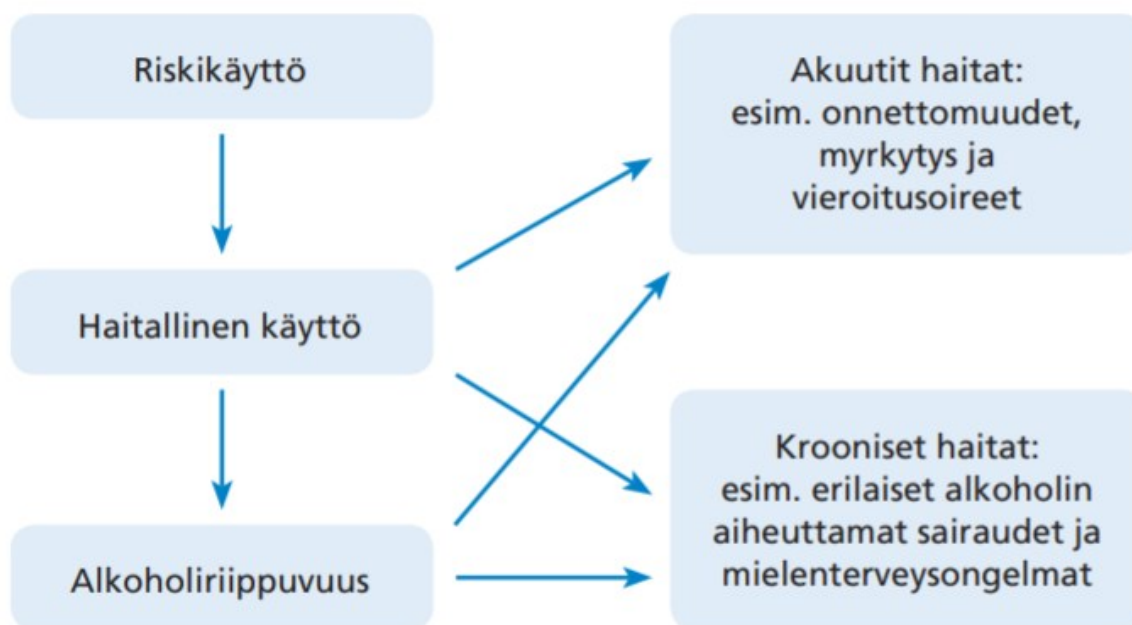 Riskikäyttö
Haitallinen käyttö
Alkoholiriippuvuus
Akuutit haitat:
esim. onnettomuudet,
myrkytys ja
vieroitusoireet
Krooniset haitat:
esim. erilaiset alkoholin
aiheuttamat sairaudet ja
mielenterveysongelmat